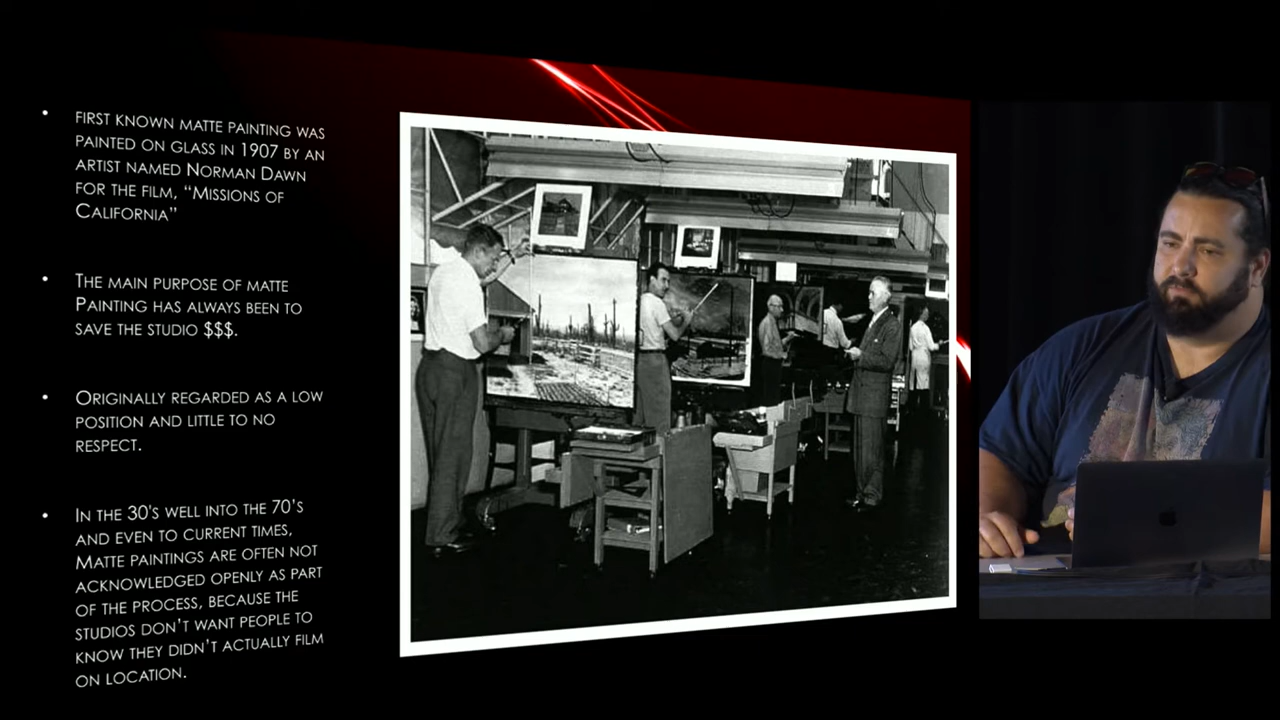 • FIRST KNOWN MATTE PAINTING WAS
PAINTED ON GLASS IN 1907 BY AN
ARTIST NAMED NORMAN DAWN
FOR THE FILM, “MISSIONS OF
CALIFORNIA”
• THE MAIN PURPOSE OF MATTE
PAINTING HAS ALWAYS BEEN TO
SAVE THE STUDIO $$$.
• ORIGINALLY REGARDED AS A LOW
POSITION AND LITTLE TO NO
RESPECT.
• IN THE 30'S WELL INTO THE 70'S
AND EVEN TO CURRENT TIMES,
MATTE PAINTINGS ARE OFTEN NOT
ACKNOWLEDGED OPENLY AS PART
OF THE PROCESS, BECAUSE THE
STUDIOS DON'T WANT PEOPLE TO
KNOW THEY DIDN'T ACTUALLY FILM
ON LOCATION.